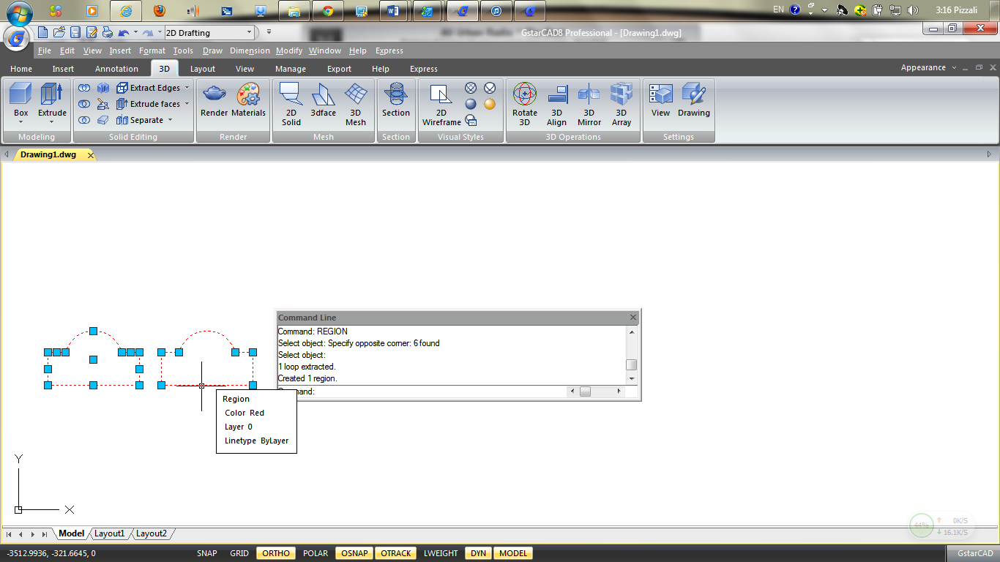 EN
3:16 Pizzali
2D Drafting
GstarCAD8 Professional - [Drawing1.dwg]
File Edit View Insert Format Tools Draw Dimension Modify Window Help Express
Home Insert Annotation 3D Layout View Manage Export Help Express
Appearance
Extract Edges
Extrude faces
Separate
Box Extrude Render Materials 2D Solid 3dface 3D Mesh Section 2D Wireframe Rotate 3D 3D Align 3D Mirror 3D Array View Drawing
Modeling Solid Editing Render Mesh Section Visual Styles 3D Operations Settings
Drawing1.dwg
Command Line
Command: REGION
Select object: Specify opposite corner: 6 found
Select object:
1 loop extracted.
Created 1 region.
mand:
Region
Color Red
Layer 0
Linetype ByLayer
Y
X
44%
0K/S
16.1K/S
Model Layout1 Layout2
-3512.9936, -321.6645, 0
SNAP GRID ORTHO POLAR OSNAP OTRACK LWEIGHT DYN MODEL
GstarCAD